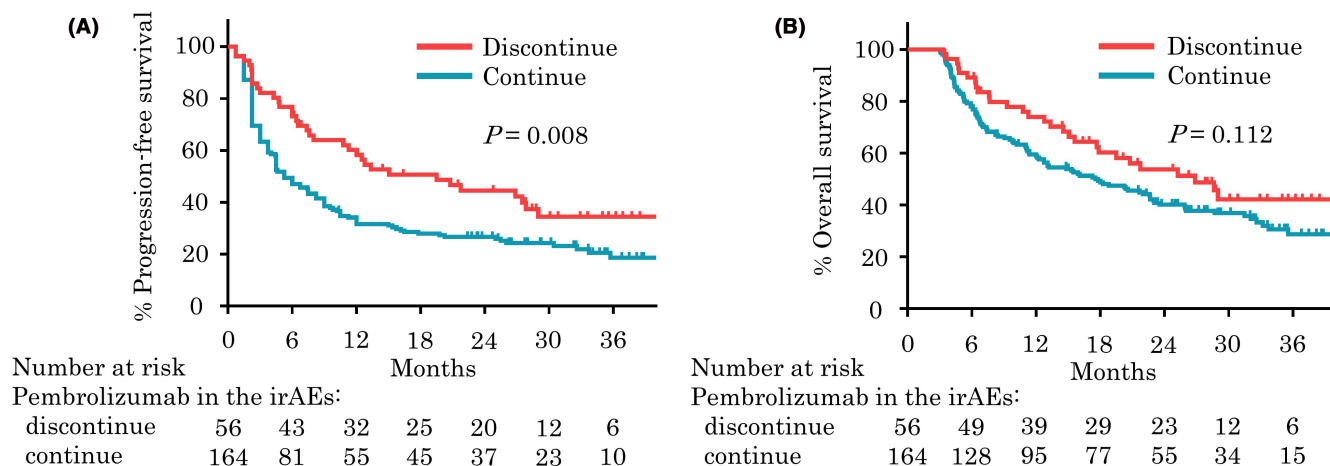 (A)
% Progression-free survival
100
80
60
40
20
0
Discontinue
Continue
P = 0.008
0 6 12 18 24 30 36
Months
Number at risk
Pembrolizumab in the irAEs:
discontinue 56 43 32 25 20 12 6
continue 164 81 55 45 37 23 10
(B)
% Overall survival
100
80
60
40
20
0
Discontinue
Continue
P = 0.112
0 6 12 18 24 30 36
Months
Number at risk
Pembrolizumab in the irAEs:
discontinue 56 49 39 29 23 12 6
continue 164 128 95 77 55 34 15